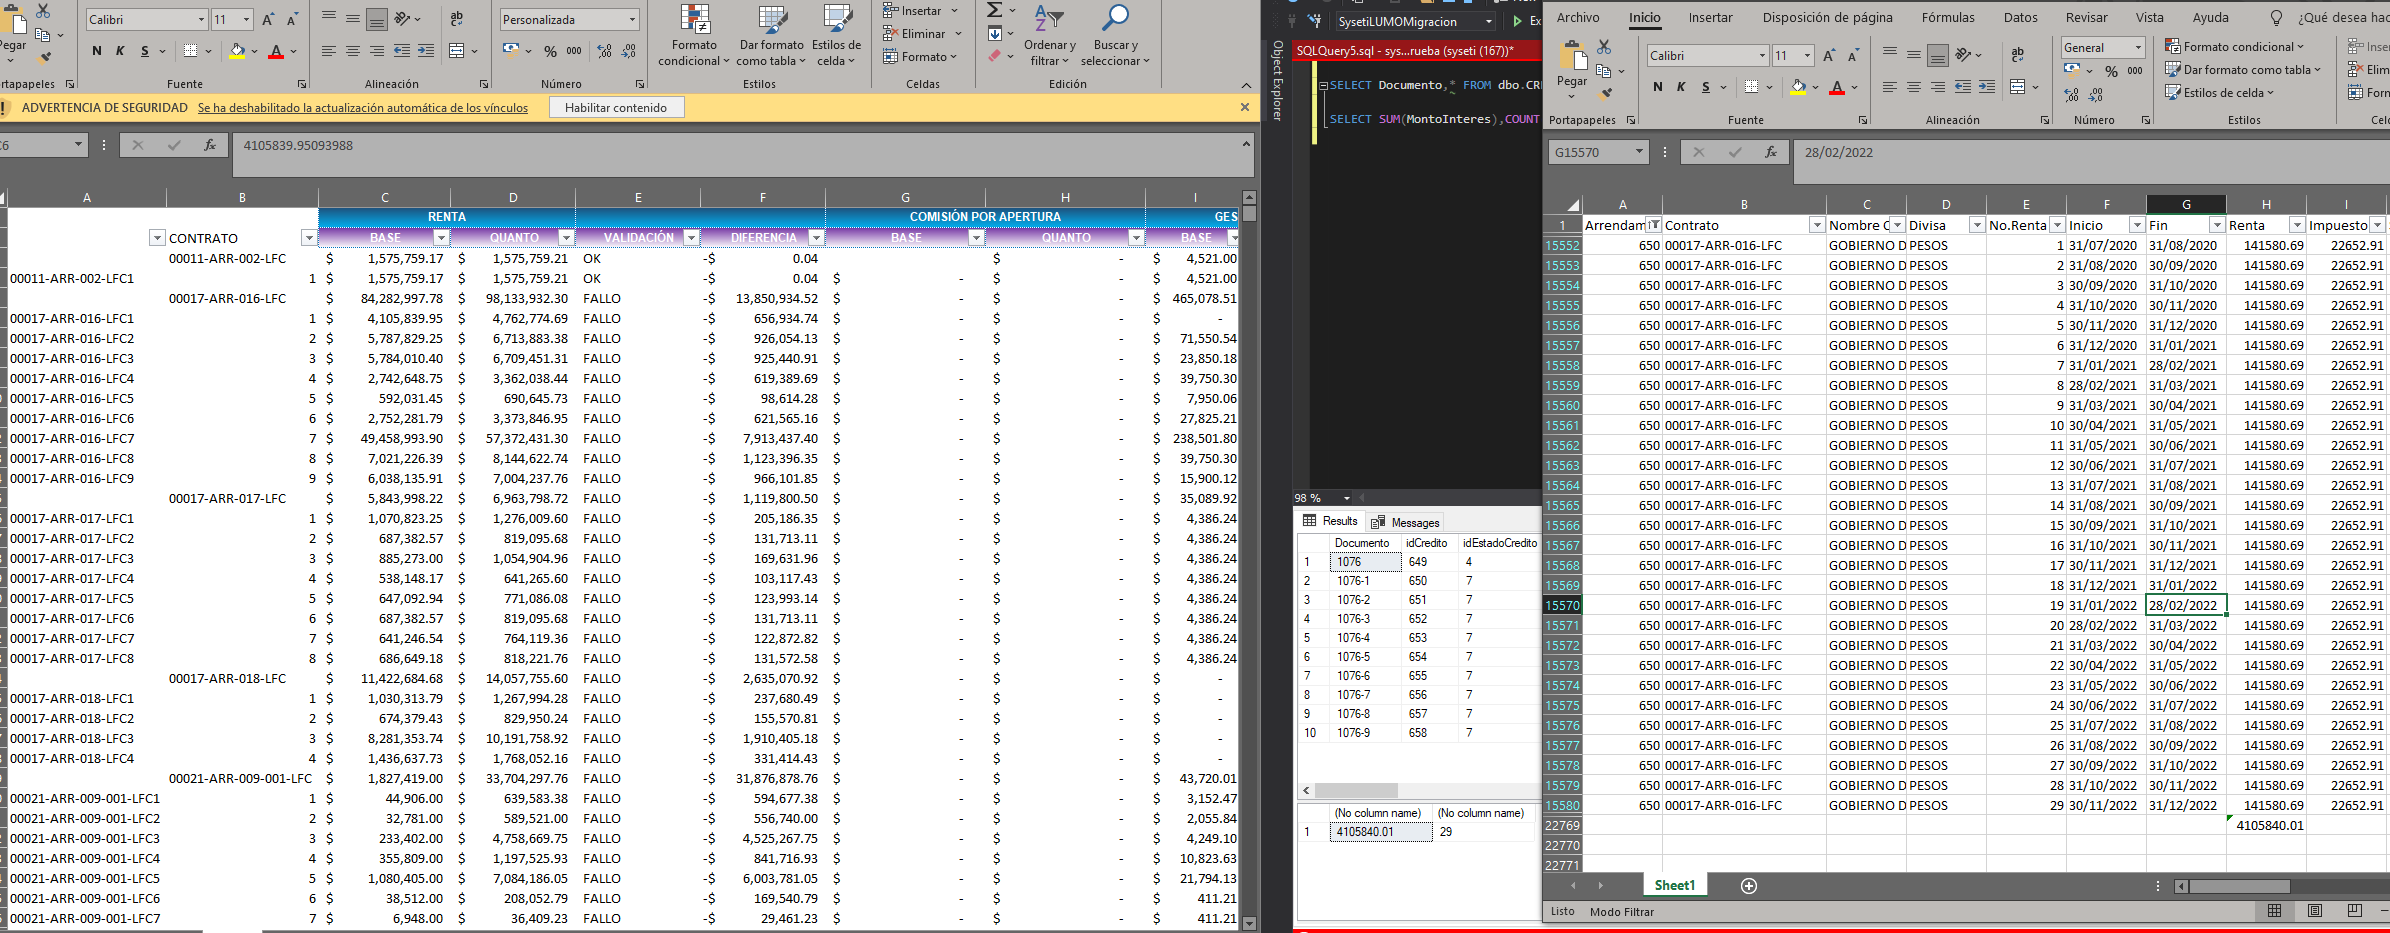 Calibri 11 Personalizada
Pegar
N K S
% 000
Formato condicional
Dar formato como tabla
Estilos de celda
Insertar
Eliminar
Formato
Ordenar y filtrar
Buscar y seleccionar
Portapapeles Fuente Alineación Número Estilos Celdas Edición
ADVERTENCIA DE SEGURIDAD Se ha deshabilitado la actualización automática de los vínculos Habilitar contenido
fx 4105839.95093988
A B C D E F G H I
RENTA COMISIÓN POR APERTURA GES
CONTRATO BASE QUANTO VALIDACIÓN DIFERENCIA BASE QUANTO BASE
00011-ARR-002-LFC $ 1,575,759.17 $ 1,575,759.21 OK -$ 0.04 $ - $ 4,521.00
00011-ARR-002-LFC1 1 $ 1,575,759.17 $ 1,575,759.21 OK -$ 0.04 $ - $ - $ 4,521.00
00017-ARR-016-LFC $ 84,282,997.78 $ 98,133,932.30 FALLO -$ 13,850,934.52 $ - $ - $ 465,078.51
00017-ARR-016-LFC1 1 $ 4,105,839.95 $ 4,762,774.69 FALLO -$ 656,934.74 $ - $ - $ -
00017-ARR-016-LFC2 2 $ 5,787,829.25 $ 6,713,883.38 FALLO -$ 926,054.13 $ - $ - $ 71,550.54
00017-ARR-016-LFC3 3 $ 5,784,010.40 $ 6,709,451.31 FALLO -$ 925,440.91 $ - $ - $ 23,850.18
00017-ARR-016-LFC4 4 $ 2,742,648.75 $ 3,362,038.44 FALLO -$ 619,389.69 $ - $ - $ 39,750.30
00017-ARR-016-LFC5 5 $ 592,031.45 $ 690,645.73 FALLO -$ 98,614.28 $ - $ - $ 7,950.06
00017-ARR-016-LFC6 6 $ 2,752,281.79 $ 3,373,846.95 FALLO -$ 621,565.16 $ - $ - $ 27,825.21
00017-ARR-016-LFC7 7 $ 49,458,993.90 $ 57,372,431.30 FALLO -$ 7,913,437.40 $ - $ - $ 238,501.80
00017-ARR-016-LFC8 8 $ 7,021,226.39 $ 8,144,622.74 FALLO -$ 1,123,396.35 $ - $ - $ 39,750.30
00017-ARR-016-LFC9 9 $ 6,038,135.91 $ 7,004,237.76 FALLO -$ 966,101.85 $ - $ - $ 15,900.12
00017-ARR-017-LFC $ 5,843,998.22 $ 6,963,798.72 FALLO -$ 1,119,800.50 $ - $ - $ 35,089.92
00017-ARR-017-LFC1 1 $ 1,070,823.25 $ 1,276,009.60 FALLO -$ 205,186.35 $ - $ - $ 4,386.24
00017-ARR-017-LFC2 2 $ 687,382.57 $ 819,095.68 FALLO -$ 131,713.11 $ - $ - $ 4,386.24
00017-ARR-017-LFC3 3 $ 885,273.00 $ 1,054,904.96 FALLO -$ 169,631.96 $ - $ - $ 4,386.24
00017-ARR-017-LFC4 4 $ 538,148.17 $ 641,265.60 FALLO -$ 103,117.43 $ - $ - $ 4,386.24
00017-ARR-017-LFC5 5 $ 647,092.94 $ 771,086.08 FALLO -$ 123,993.14 $ - $ - $ 4,386.24
00017-ARR-017-LFC6 6 $ 687,382.57 $ 819,095.68 FALLO -$ 131,713.11 $ - $ - $ 4,386.24
00017-ARR-017-LFC7 7 $ 641,246.54 $ 764,119.36 FALLO -$ 122,872.82 $ - $ - $ 4,386.24
00017-ARR-017-LFC8 8 $ 686,649.18 $ 818,221.76 FALLO -$ 131,572.58 $ - $ - $ 4,386.24
00017-ARR-018-LFC $ 11,422,684.68 $ 14,057,755.60 FALLO -$ 2,635,070.92 $ - $ - $ -
00017-ARR-018-LFC1 1 $ 1,030,313.79 $ 1,267,994.28 FALLO -$ 237,680.49 $ - $ - $ -
00017-ARR-018-LFC2 2 $ 674,379.43 $ 829,950.24 FALLO -$ 155,570.81 $ - $ - $ -
00017-ARR-018-LFC3 3 $ 8,281,353.74 $ 10,191,758.92 FALLO -$ 1,910,405.18 $ - $ - $ -
00017-ARR-018-LFC4 4 $ 1,436,637.73 $ 1,768,052.16 FALLO -$ 331,414.43 $ - $ - $ -
00021-ARR-009-001-LFC $ 1,827,419.00 $ 33,704,297.76 FALLO -$ 31,876,878.76 $ - $ - $ 43,720.01
00021-ARR-009-001-LFC1 1 $ 44,906.00 $ 639,583.38 FALLO -$ 594,677.38 $ - $ - $ 3,152.47
00021-ARR-009-001-LFC2 2 $ 32,781.00 $ 589,521.00 FALLO -$ 556,740.00 $ - $ - $ 2,055.84
00021-ARR-009-001-LFC3 3 $ 233,402.00 $ 4,758,669.75 FALLO -$ 4,525,267.75 $ - $ - $ 4,249.10
00021-ARR-009-001-LFC4 4 $ 355,809.00 $ 1,197,525.93 FALLO -$ 841,716.93 $ - $ - $ 10,823.63
00021-ARR-009-001-LFC5 5 $ 1,080,405.00 $ 7,084,186.05 FALLO -$ 6,003,781.05 $ - $ - $ 21,794.13
00021-ARR-009-001-LFC6 6 $ 38,512.00 $ 208,052.79 FALLO -$ 169,540.79 $ - $ - $ 411.21
00021-ARR-009-001-LFC7 7 $ 6,948.00 $ 36,409.23 FALLO -$ 29,461.23 $ - $ - $ 411.21
SysetiLUMOMigracion Ex
Object Explorer
SQLQuery5.sql - sys...rueba (syseti (167))*
SELECT Documento,* FROM dbo.CRE
SELECT SUM(MontoInteres),COUNT
98 %
Results Messages
Documento idCredito idEstadoCredito
1 1076 649 4
2 1076-1 650 7
3 1076-2 651 7
4 1076-3 652 7
5 1076-4 653 7
6 1076-5 654 7
7 1076-6 655 7
8 1076-7 656 7
9 1076-8 657 7
10 1076-9 658 7
(No column name) (No column name)
1 4105840.01 29
Archivo Inicio Insertar Disposición de página Fórmulas Datos Revisar Vista Ayuda ¿Qué desea hac
Pegar
Calibri 11 General
N K S
% 000
Formato condicional
Dar formato como tabla
Estilos de celda
Inser
Elim
Forn
Portapapeles Fuente Alineación Número Estilos Celd
G15570 fx 28/02/2022
A B C D E F G H I
1 Arrendam Contrato Nombre C Divisa No.Renta Inicio Fin Renta Impuesto
15552 650 00017-ARR-016-LFC GOBIERNO D PESOS 1 31/07/2020 31/08/2020 141580.69 22652.91
15553 650 00017-ARR-016-LFC GOBIERNO D PESOS 2 31/08/2020 30/09/2020 141580.69 22652.91
15554 650 00017-ARR-016-LFC GOBIERNO D PESOS 3 30/09/2020 31/10/2020 141580.69 22652.91
15555 650 00017-ARR-016-LFC GOBIERNO D PESOS 4 31/10/2020 30/11/2020 141580.69 22652.91
15556 650 00017-ARR-016-LFC GOBIERNO D PESOS 5 30/11/2020 31/12/2020 141580.69 22652.91
15557 650 00017-ARR-016-LFC GOBIERNO D PESOS 6 31/12/2020 31/01/2021 141580.69 22652.91
15558 650 00017-ARR-016-LFC GOBIERNO D PESOS 7 31/01/2021 28/02/2021 141580.69 22652.91
15559 650 00017-ARR-016-LFC GOBIERNO D PESOS 8 28/02/2021 31/03/2021 141580.69 22652.91
15560 650 00017-ARR-016-LFC GOBIERNO D PESOS 9 31/03/2021 30/04/2021 141580.69 22652.91
15561 650 00017-ARR-016-LFC GOBIERNO D PESOS 10 30/04/2021 31/05/2021 141580.69 22652.91
15562 650 00017-ARR-016-LFC GOBIERNO D PESOS 11 31/05/2021 30/06/2021 141580.69 22652.91
15563 650 00017-ARR-016-LFC GOBIERNO D PESOS 12 30/06/2021 31/07/2021 141580.69 22652.91
15564 650 00017-ARR-016-LFC GOBIERNO D PESOS 13 31/07/2021 31/08/2021 141580.69 22652.91
15565 650 00017-ARR-016-LFC GOBIERNO D PESOS 14 31/08/2021 30/09/2021 141580.69 22652.91
15566 650 00017-ARR-016-LFC GOBIERNO D PESOS 15 30/09/2021 31/10/2021 141580.69 22652.91
15567 650 00017-ARR-016-LFC GOBIERNO D PESOS 16 31/10/2021 30/11/2021 141580.69 22652.91
15568 650 00017-ARR-016-LFC GOBIERNO D PESOS 17 30/11/2021 31/12/2021 141580.69 22652.91
15569 650 00017-ARR-016-LFC GOBIERNO D PESOS 18 31/12/2021 31/01/2022 141580.69 22652.91
15570 650 00017-ARR-016-LFC GOBIERNO D PESOS 19 31/01/2022 28/02/2022 141580.69 22652.91
15571 650 00017-ARR-016-LFC GOBIERNO D PESOS 20 28/02/2022 31/03/2022 141580.69 22652.91
15572 650 00017-ARR-016-LFC GOBIERNO D PESOS 21 31/03/2022 30/04/2022 141580.69 22652.91
15573 650 00017-ARR-016-LFC GOBIERNO D PESOS 22 30/04/2022 31/05/2022 141580.69 22652.91
15574 650 00017-ARR-016-LFC GOBIERNO D PESOS 23 31/05/2022 30/06/2022 141580.69 22652.91
15575 650 00017-ARR-016-LFC GOBIERNO D PESOS 24 30/06/2022 31/07/2022 141580.69 22652.91
15576 650 00017-ARR-016-LFC GOBIERNO D PESOS 25 31/07/2022 31/08/2022 141580.69 22652.91
15577 650 00017-ARR-016-LFC GOBIERNO D PESOS 26 31/08/2022 30/09/2022 141580.69 22652.91
15578 650 00017-ARR-016-LFC GOBIERNO D PESOS 27 30/09/2022 31/10/2022 141580.69 22652.91
15579 650 00017-ARR-016-LFC GOBIERNO D PESOS 28 31/10/2022 30/11/2022 141580.69 22652.91
15580 650 00017-ARR-016-LFC GOBIERNO D PESOS 29 30/11/2022 31/12/2022 141580.69 22652.91
22769 4105840.01
22770
22771
Sheet1
Listo Modo Filtrar